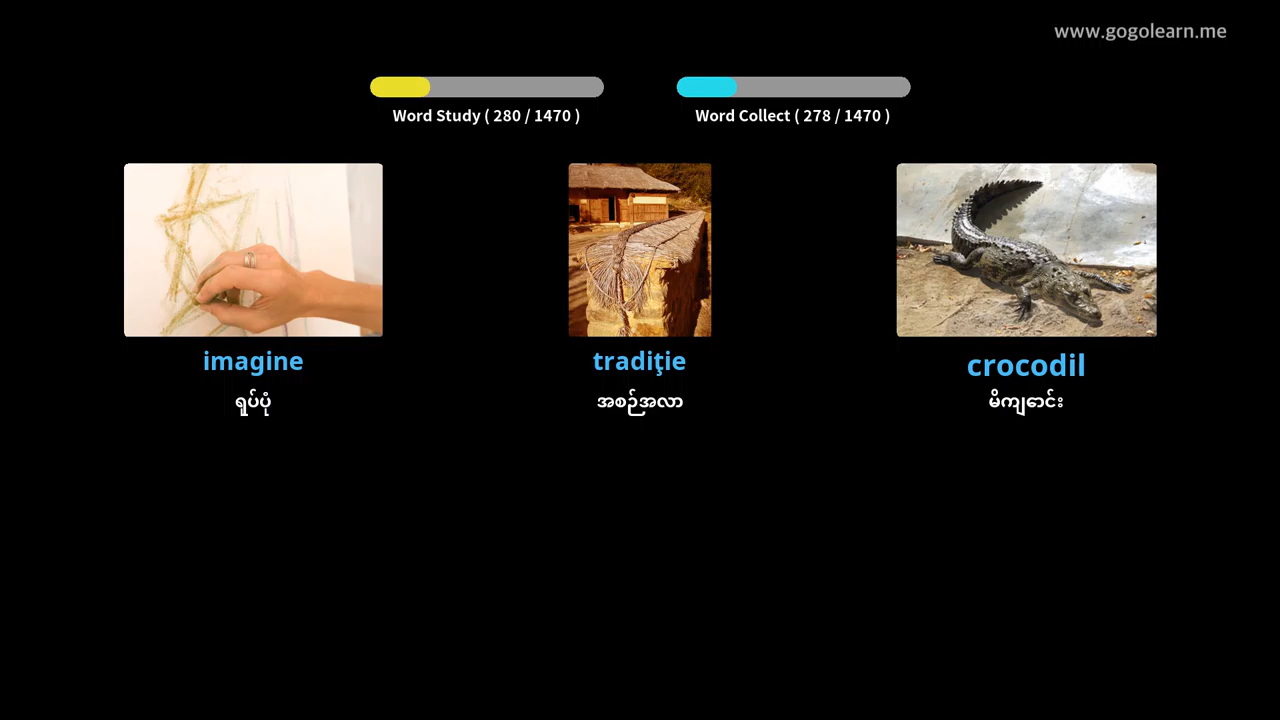 www.gogolearn.me
Word Study ( 280 / 1470 )
Word Collect ( 278 / 1470 )
imagine
tradiţie
crocodil
ရုပ်ပုံ
အစဉ်အလာ
မိကျောင်း